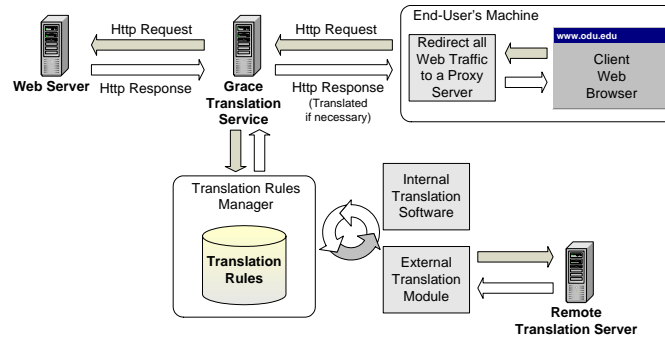 Http Request
Http Response
Web Server
Grace
Translation
Service
Http Request
Http Response
(Translated
if necessary)
End-User's Machine
Redirect all
Web Traffic
to a Proxy
Server
www.odu.edu
Client
Web
Browser
Translation Rules
Manager
Translation
Rules
Internal
Translation
Software
External
Translation
Module
Remote
Translation Server